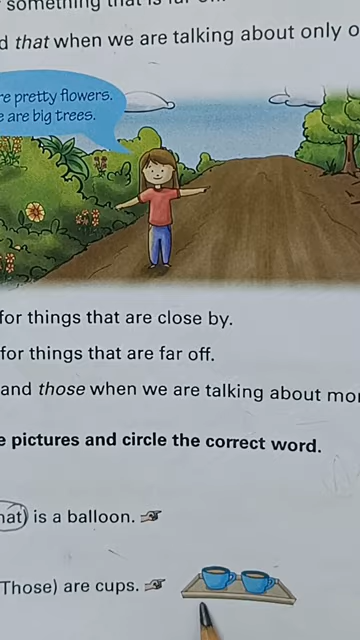 something that is far off.
d that when we are talking about only o
re pretty flowers.
e are big trees.
for things that are close by.
for things that are far off.
and those when we are talking about mor
e pictures and circle the correct word.
hat) is a balloon.
Those) are cups.